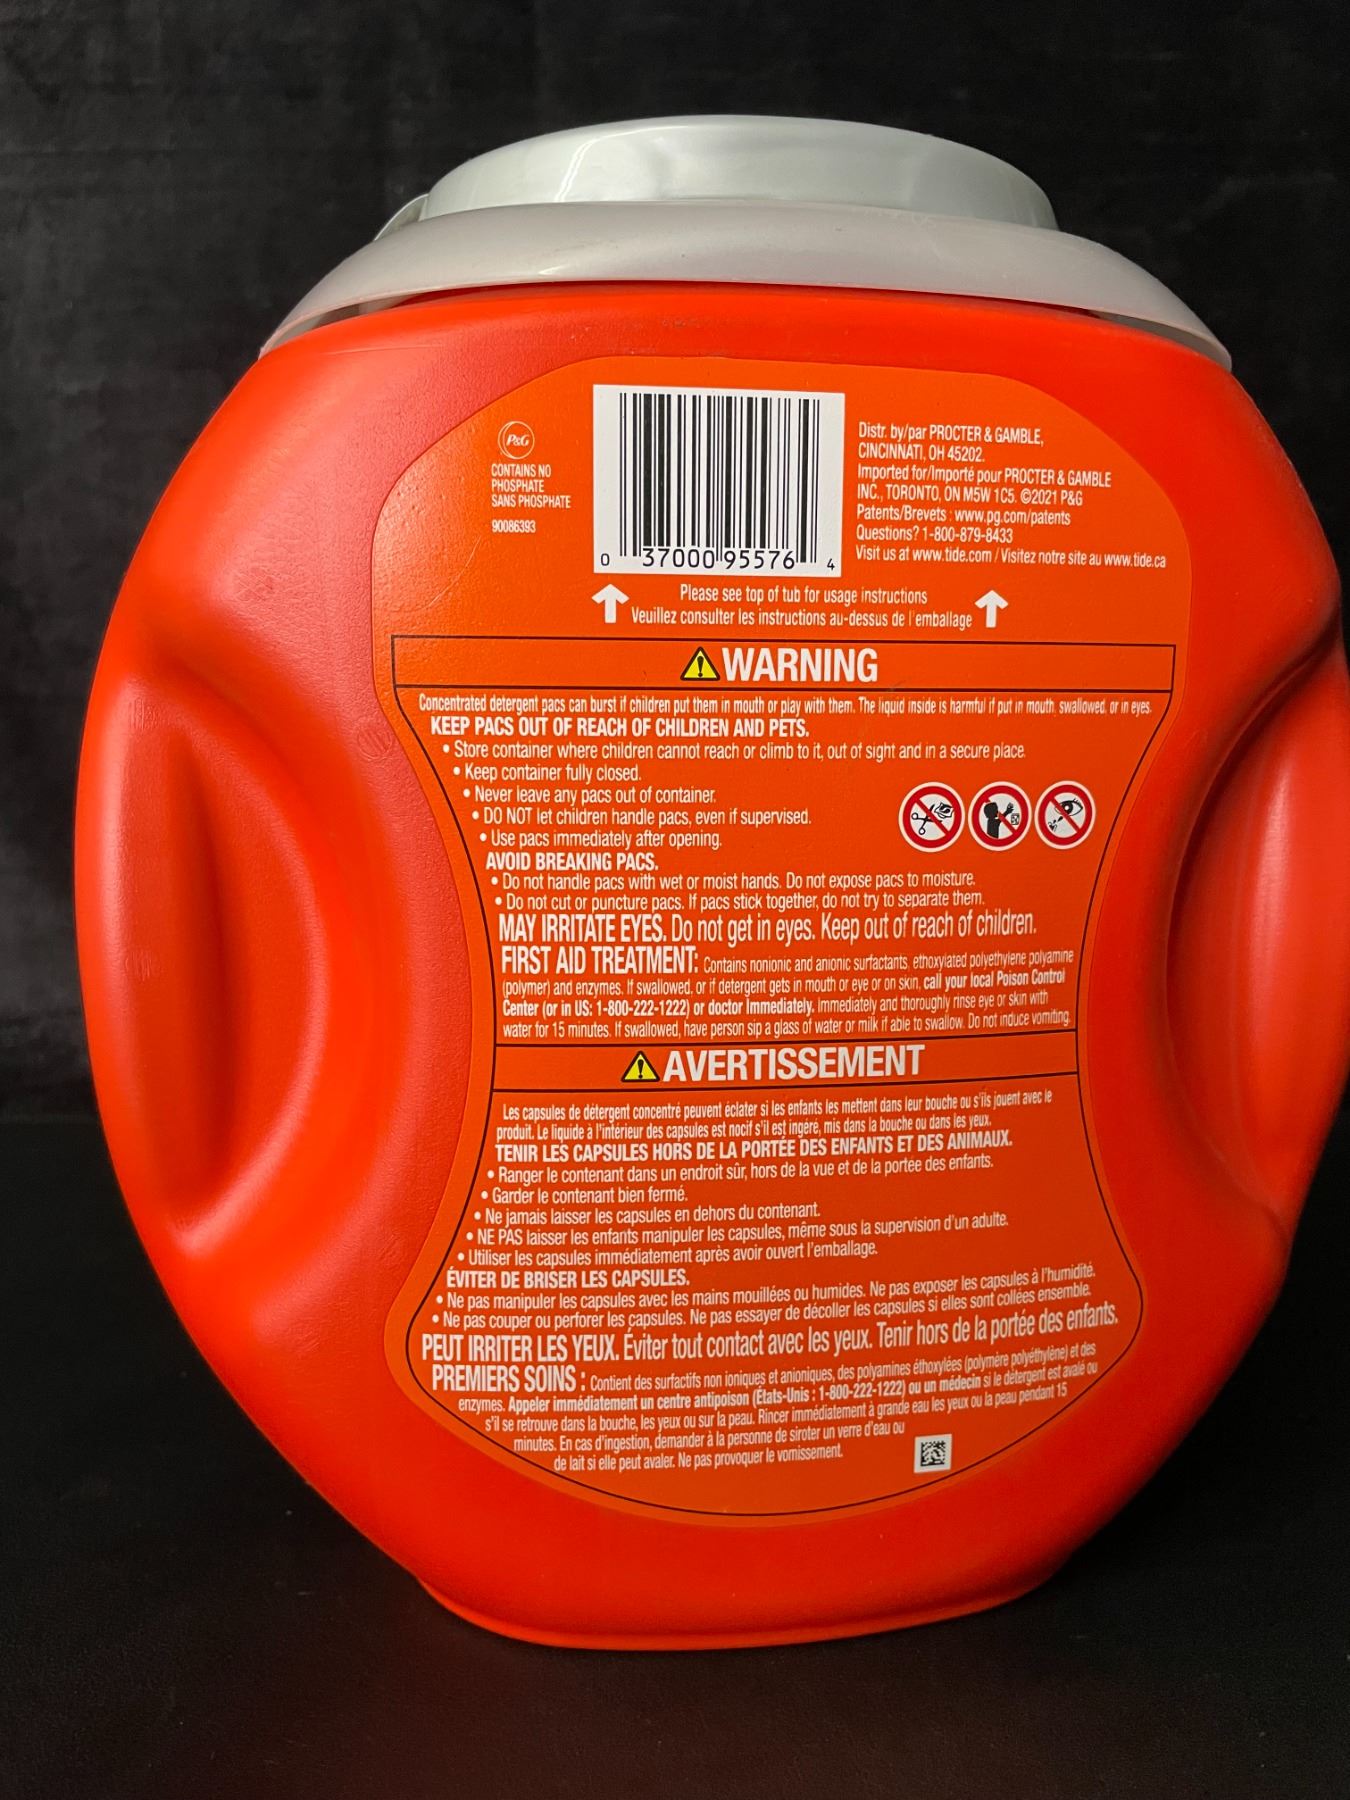 P&G
CONTAINS NO
PHOSPHATE
SANS PHOSPHATE
90086393
0 37000 95576 4
Distr. by/par PROCTER & GAMBLE,
CINCINNATI, OH 45202.
Imported for/Importé pour PROCTER & GAMBLE
INC., TORONTO, ON M5W 1C5. ©2021 P&G
Patents/Brevets : www.pg.com/patents
Questions? 1-800-879-8433
Visit us at www.tide.com / Visitez notre site au www.tide.ca
Please see top of tub for usage instructions
Veuillez consulter les instructions au-dessus de l'emballage
WARNING
Concentrated detergent pacs can burst if children put them in mouth or play with them. The liquid inside is harmful if put in mouth, swallowed, or in eyes.
KEEP PACS OUT OF REACH OF CHILDREN AND PETS.
• Store container where children cannot reach or climb to it, out of sight and in a secure place.
• Keep container fully closed.
• Never leave any pacs out of container.
• DO NOT let children handle pacs, even if supervised.
• Use pacs immediately after opening.
AVOID BREAKING PACS.
• Do not handle pacs with wet or moist hands. Do not expose pacs to moisture.
• Do not cut or puncture pacs. If pacs stick together, do not try to separate them.
MAY IRRITATE EYES. Do not get in eyes. Keep out of reach of children.
FIRST AID TREATMENT: Contains nonionic and anionic surfactants, ethoxylated polyethylene polyamine
(polymer) and enzymes. If swallowed, or if detergent gets in mouth or eye or on skin, call your local Poison Control
Center (or in US: 1-800-222-1222) or doctor Immediately. Immediately and thoroughly rinse eye or skin with
water for 15 minutes. If swallowed, have person sip a glass of water or milk if able to swallow. Do not induce vomiting.
AVERTISSEMENT
Les capsules de détergent concentré peuvent éclater si les enfants les mettent dans leur bouche ou s'ils jouent avec le
produit. Le liquide à l'intérieur des capsules est nocif s'il est ingéré, mis dans la bouche ou dans les yeux.
TENIR LES CAPSULES HORS DE LA PORTÉE DES ENFANTS ET DES ANIMAUX.
• Ranger le contenant dans un endroit sûr, hors de la vue et de la portée des enfants.
• Garder le contenant bien fermé.
• Ne jamais laisser les capsules en dehors du contenant.
• NE PAS laisser les enfants manipuler les capsules, même sous la supervision d'un adulte.
• Utiliser les capsules immédiatement après avoir ouvert l'emballage.
ÉVITER DE BRISER LES CAPSULES.
• Ne pas manipuler les capsules avec les mains mouillées ou humides. Ne pas exposer les capsules à l'humidité.
• Ne pas couper ou perforer les capsules. Ne pas essayer de décoller les capsules si elles sont collées ensemble.
PEUT IRRITER LES YEUX. Éviter tout contact avec les yeux. Tenir hors de la portée des enfants.
PREMIERS SOINS : Contient des surfactifs non ioniques et anioniques, des polyamines éthoxylées (polymère polyéthylène) et des
enzymes. Appeler immédiatement un centre antipoison (États-Unis : 1-800-222-1222) ou un médecin si le détergent est avalé ou
s'il se retrouve dans la bouche, les yeux ou sur la peau. Rincer immédiatement à grande eau les yeux ou la peau pendant 15
minutes. En cas d'ingestion, demander à la personne de siroter un verre d'eau ou
de lait si elle peut avaler. Ne pas provoquer le vomissement.